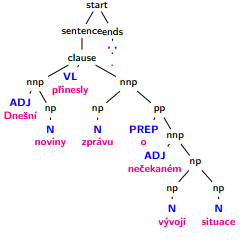 start
sentence ends
clause .
nnp VL nnp
přinesly
ADJ np np pp
Dnešní
N N PREP nnp
noviny zprávu o
ADJ np
nečekaném
np np
N N
vývoji situace